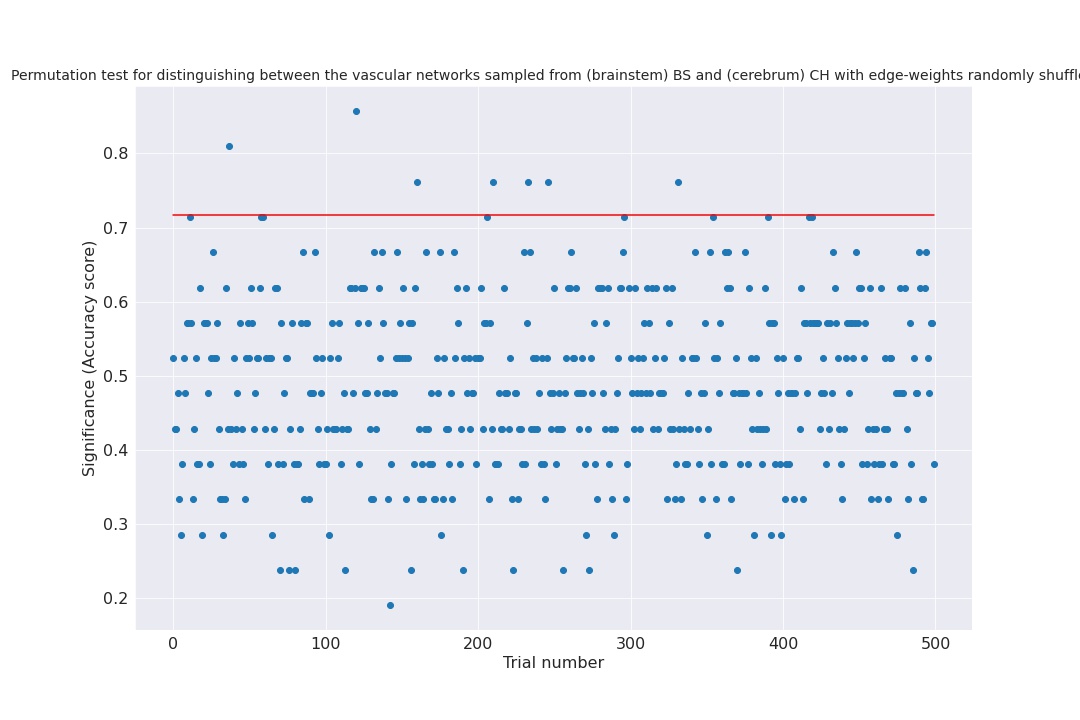 Permutation test for distinguishing between the vascular networks sampled from (brainstem) BS and (cerebrum) CH with edge-weights randomly
0.8
0.7
0.6
0.5
0.4
0.3
0.2
Significance (Accuracy score)
0 100 200 300 400 500
Trial number